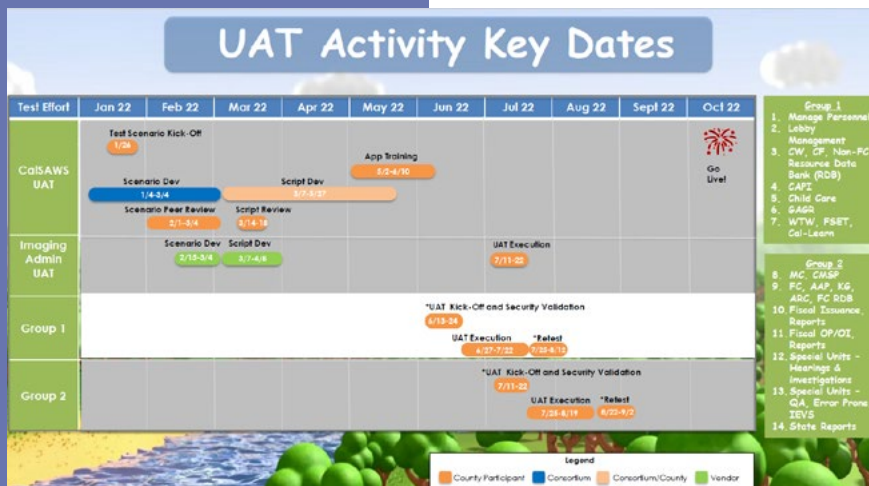 UAT Activity Key Dates
Test Effort Jan 22 Feb 22 Mar 22 Apr 22 May 22 Jun 22 Jul 22 Aug 22 Sept 22 Oct 22
CalSAWS
UAT
Test Scenario Kick-Off
1/26
App Training
5/2-6/10
Go
Live!
Scenario Dev Script Dev
1/4-3/4 3/7-5/27
Scenario Peer Review Script Review
2/1-3/4 3/14-18
Imaging
Admin
UAT
Scenario Dev Script Dev UAT Execution
2/15-3/4 3/7-4/8 7/11-22
Group 1
*UAT Kick-Off and Security Validation
6/13-24
UAT Execution *Retest
6/27-7/22 7/25-8/12
Group 2
*UAT Kick-Off and Security Validation
7/11-22
UAT Execution *Retest
7/25-8/19 8/22-9/2
Group 1
1. Manage Personnel
2. Lobby
Management
3. CW, CF, Non-FC
Resource Data
Bank (RDB)
4. CAPI
5. Child Care
6. GAGR
7. WTW, FSET,
Cal-Learn
Group 2
8. MC, CMSP
9. FC, AAP, KG,
ARC, FC RDB
10. Fiscal Issuance,
Reports
11. Fiscal OP/OI,
Reports
12. Special Units -
Hearings &
Investigations
13. Special Units -
QA, Error Prone
IEVS
14. State Reports
Legend
County Participant Consortium Consortium/County Vendor